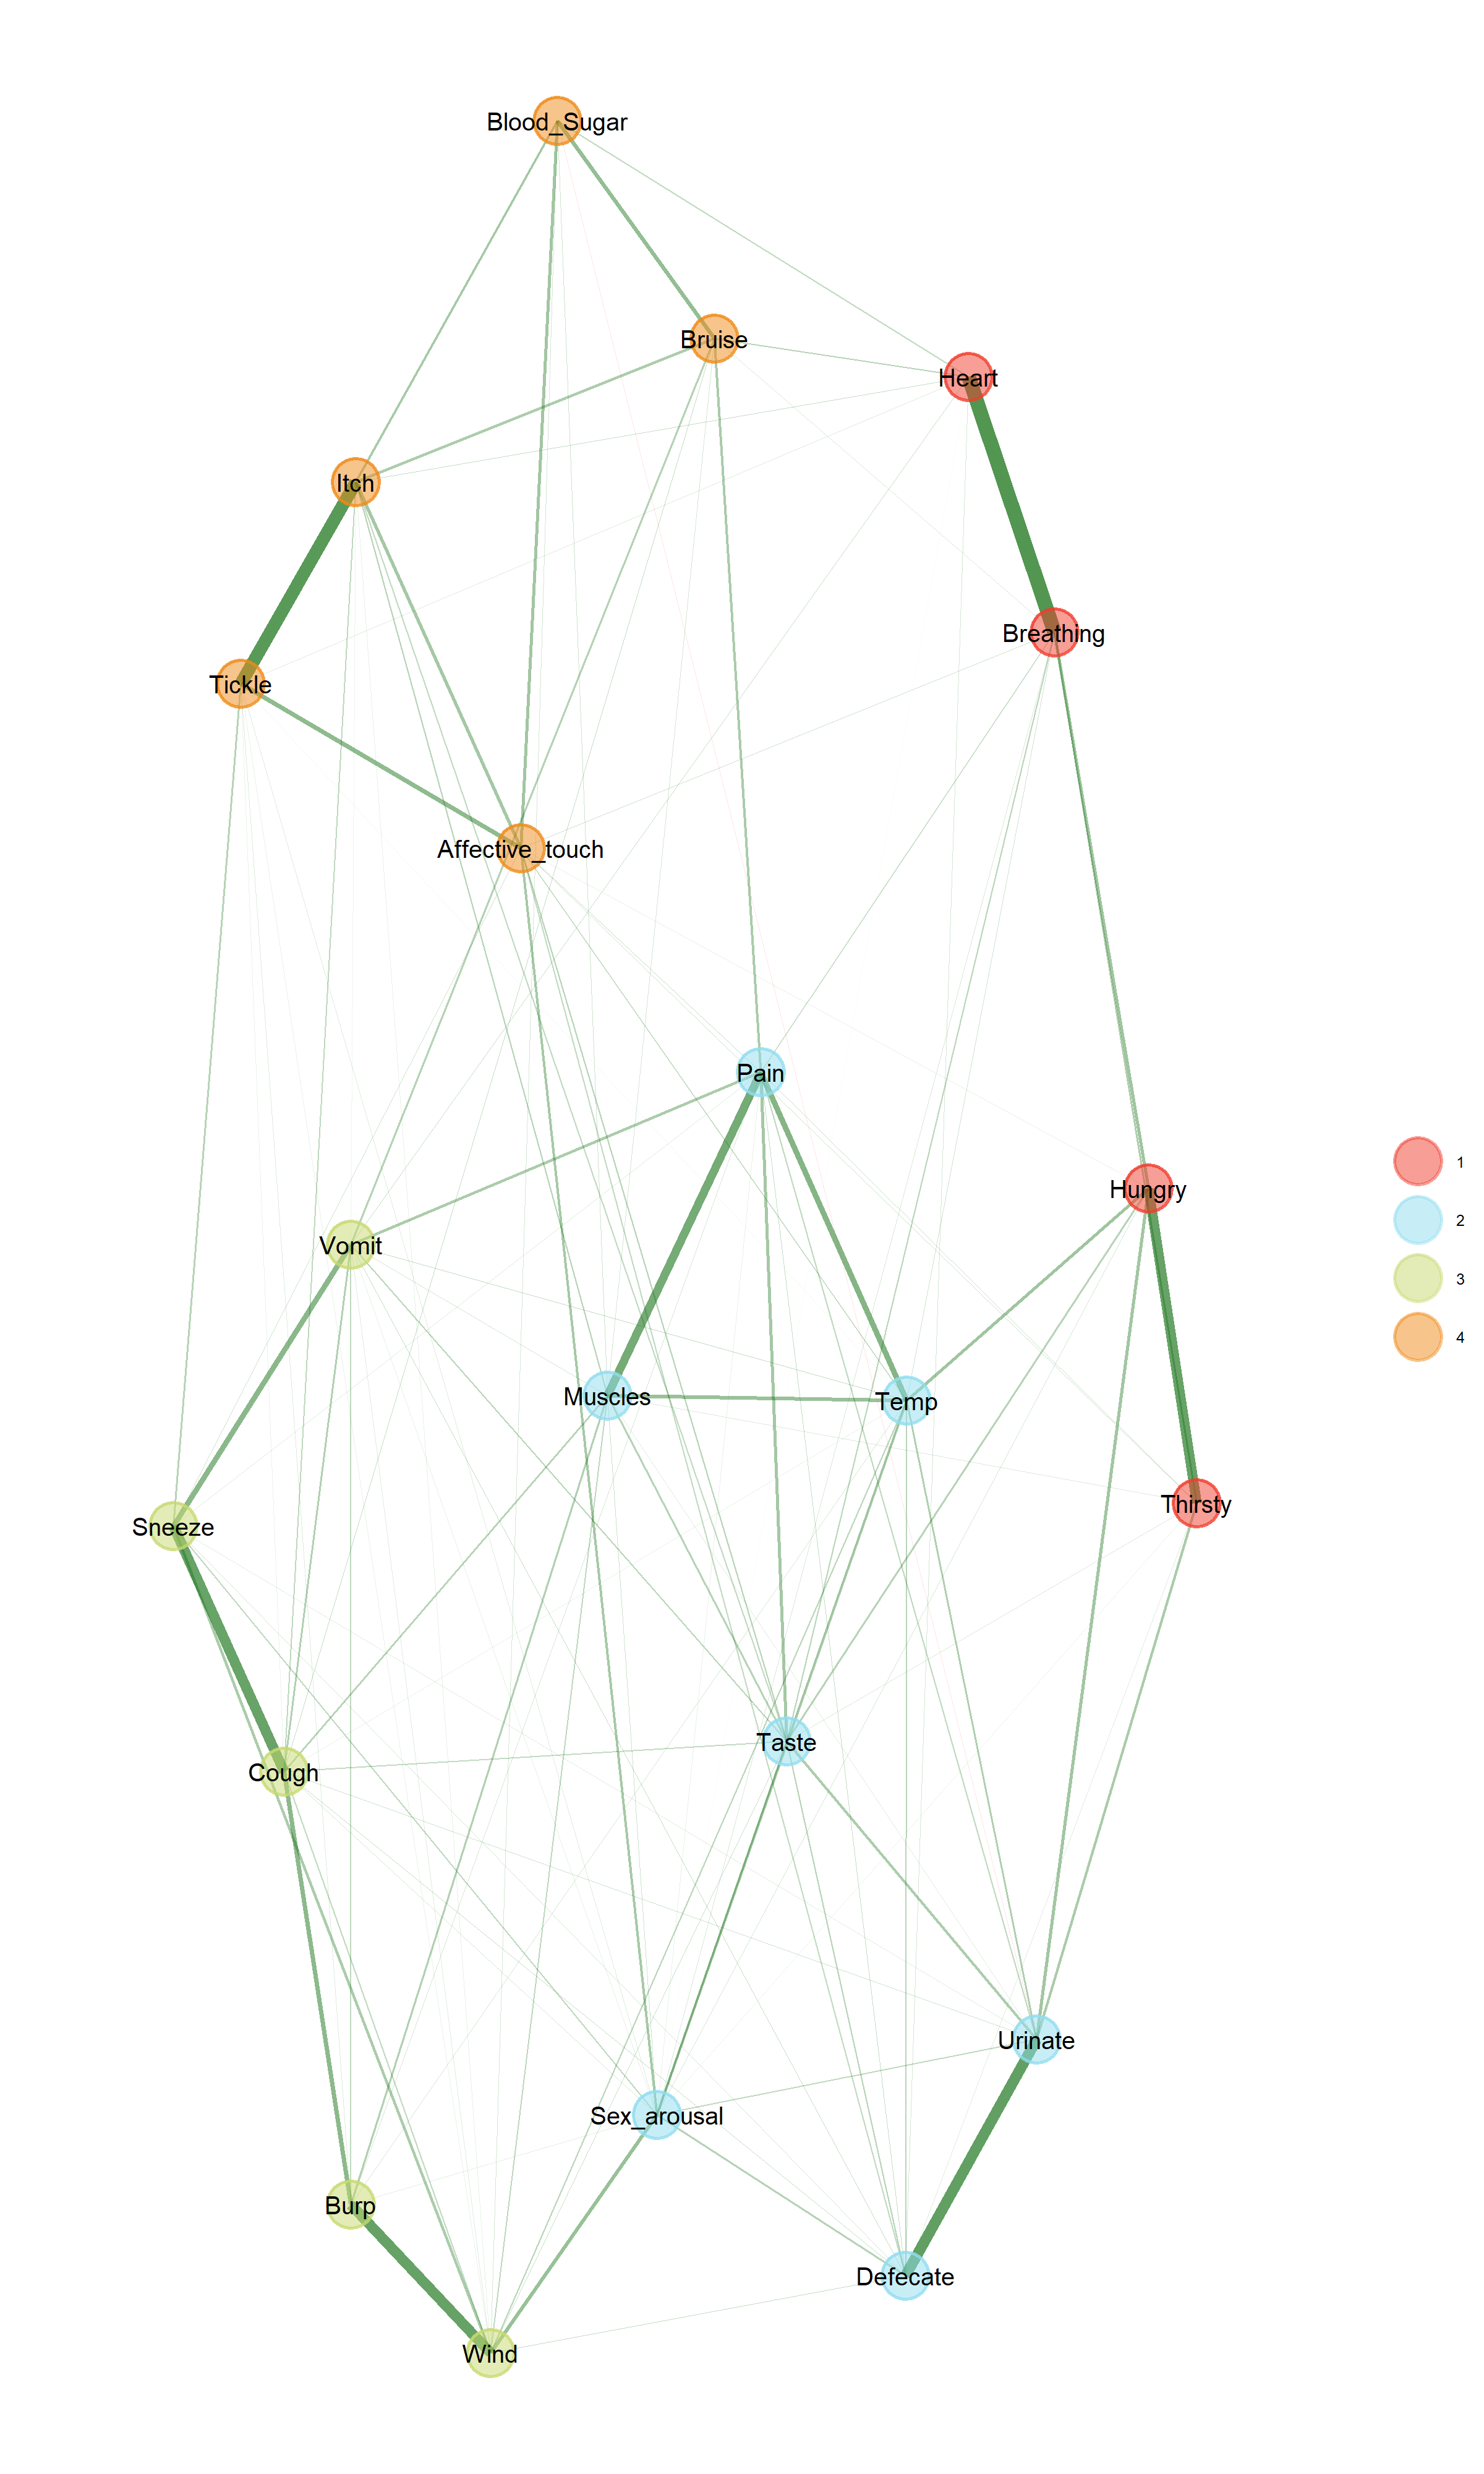 Blood_Sugar
Bruise
Heart
Itch
Breathing
Tickle
Affective_touch
Pain
Hungry
Vomit
Muscles
Temp
Thirsty
Sneeze
Taste
Cough
Urinate
Sex_arousal
Burp
Defecate
Wind
1
2
3
4